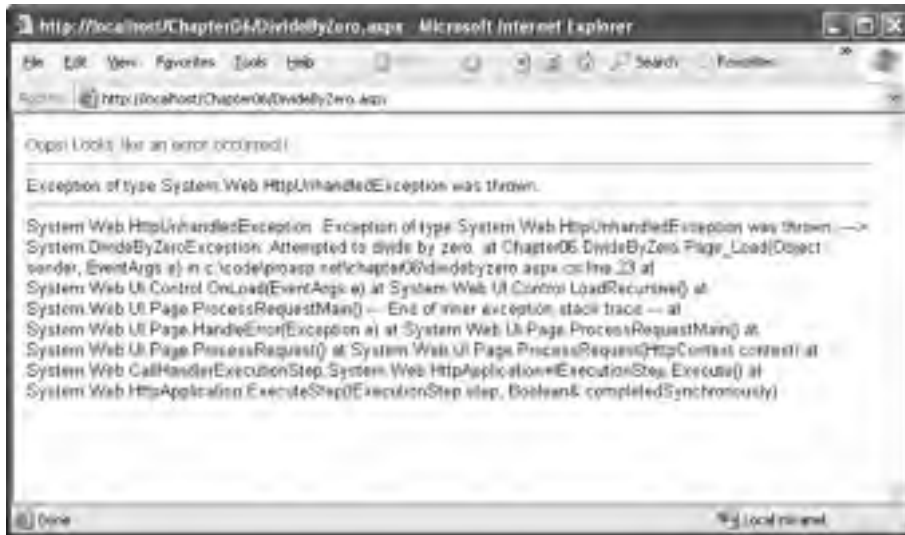 http://localhost/Chapter06/DivideByZero.aspx - Microsoft Internet Explorer
File Edit View Favorites Tools Help Search Favorites
Address http://localhost/Chapter06/DivideByZero.aspx
Oops! Looks like an error occurred!!
Exception of type System.Web.HttpUnhandledException was thrown.
System.Web.HttpUnhandledException: Exception of type System.Web.HttpUnhandledException was thrown. --->
System.DivideByZeroException: Attempted to divide by zero. at Chapter06.DivideByZero.Page_Load(Object
sender, EventArgs e) in c:\code\proasp.net\chapter06\dividebyzero.aspx.cs:line 23 at
System.Web.UI.Control.OnLoad(EventArgs e) at System.Web.UI.Control.LoadRecursive() at
System.Web.UI.Page.ProcessRequestMain() --- End of inner exception stack trace --- at
System.Web.UI.Page.HandleError(Exception e) at System.Web.UI.Page.ProcessRequestMain() at
System.Web.UI.Page.ProcessRequest() at System.Web.UI.Page.ProcessRequest(HttpContext context) at
System.Web.CallHandlerExecutionStep.System.Web.HttpApplication+IExecutionStep.Execute() at
System.Web.HttpApplication.ExecuteStep(IExecutionStep step, Boolean& completedSynchronously)
Done Local intranet